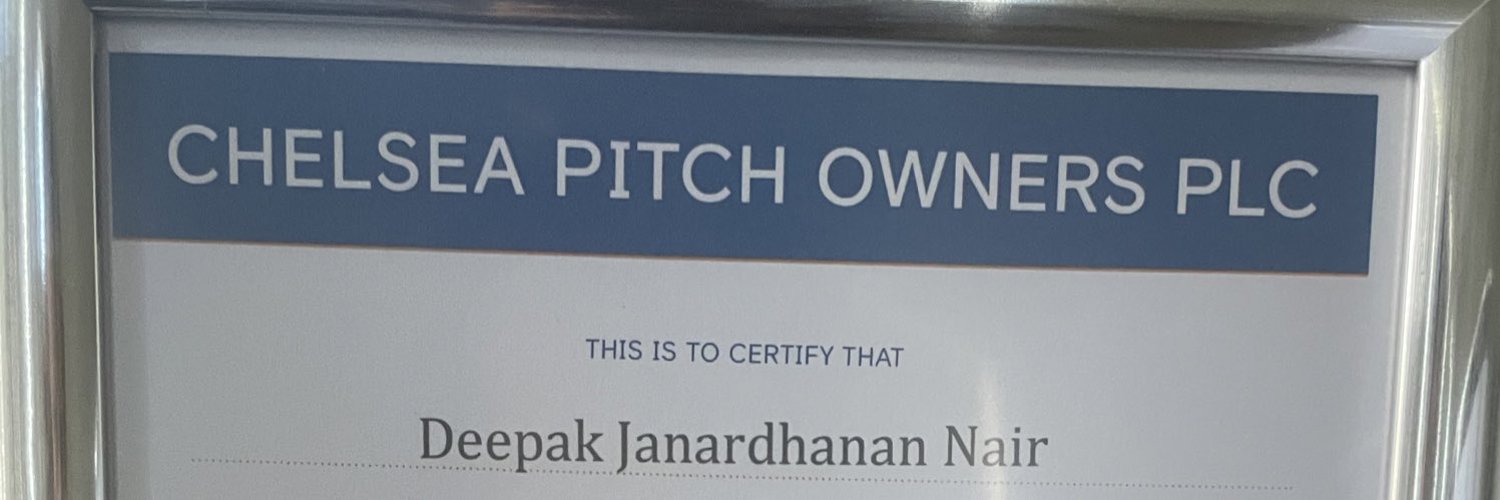 CHELSEA PITCH OWNERS PLC
THIS IS TO CERTIFY THAT
Deepak Janardhanan Nair